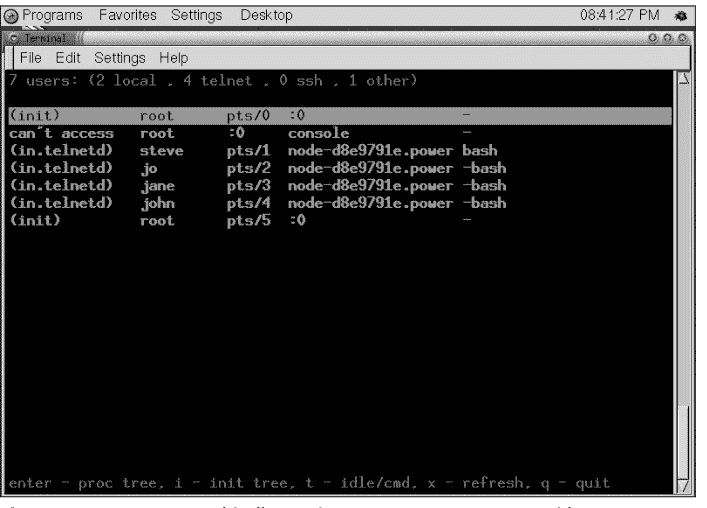 Programs Favorites Settings Desktop 08:41:27 PM
Terminal
File Edit Settings Help
7 users: (2 local , 4 telnet , 0 ssh , 1 other)
(init) root pts/0 :0 -
can´t access root :0 console -
(in.telnetd) steve pts/1 node-d8e9791e.power bash
(in.telnetd) jo pts/2 node-d8e9791e.power -bash
(in.telnetd) jane pts/3 node-d8e9791e.power -bash
(in.telnetd) john pts/4 node-d8e9791e.power -bash
(init) root pts/5 :0 -
enter - proc tree, i - init tree, t - idle/cmd, x - refresh, q - quit